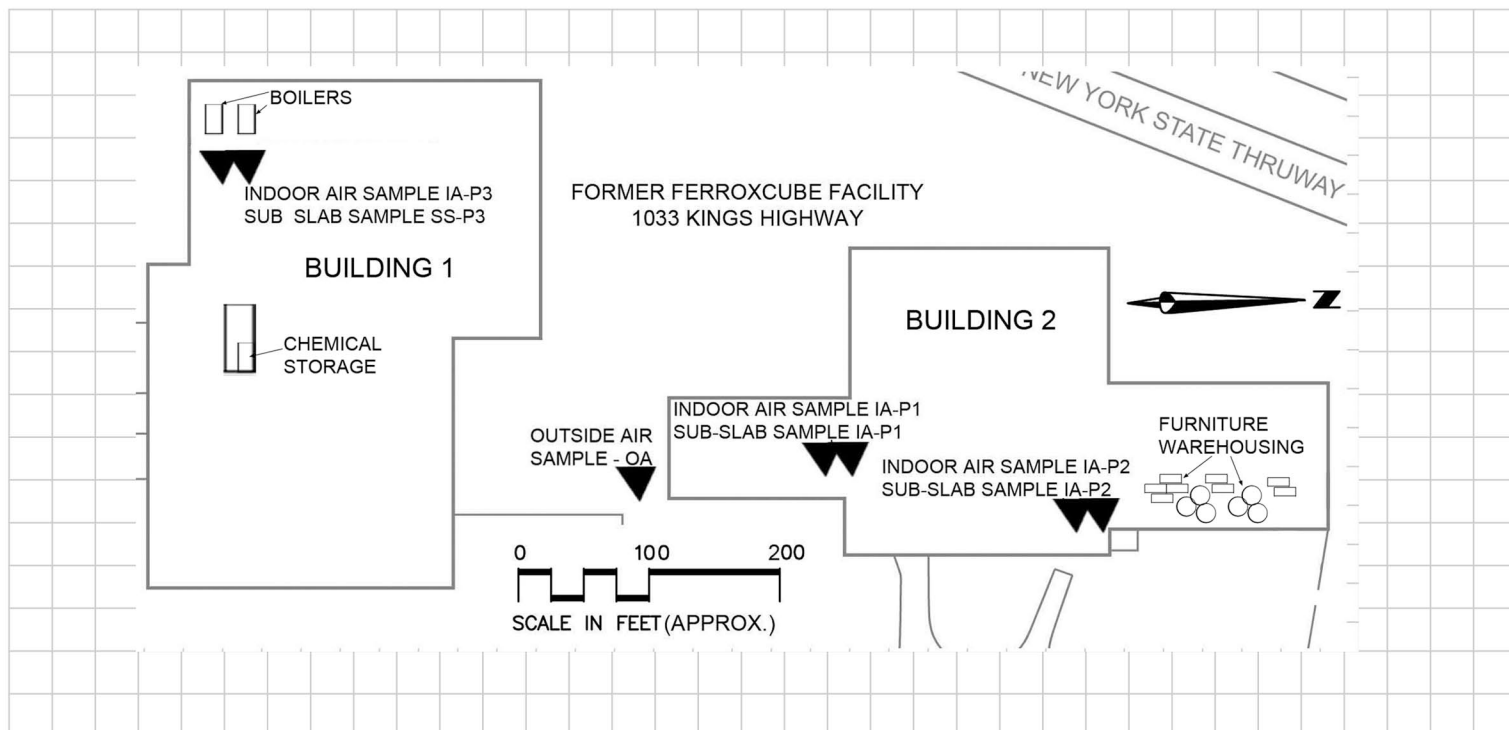 BOILERS
INDOOR AIR SAMPLE IA-P3
SUB SLAB SAMPLE SS-P3
BUILDING 1
CHEMICAL
STORAGE
FORMER FERROXCUBE FACILITY
1033 KINGS HIGHWAY
NEW YORK STATE THRUWAY
BUILDING 2
N
INDOOR AIR SAMPLE IA-P1
SUB-SLAB SAMPLE IA-P1
OUTSIDE AIR
SAMPLE - OA
INDOOR AIR SAMPLE IA-P2
SUB-SLAB SAMPLE IA-P2
FURNITURE
WAREHOUSING
0 100 200
SCALE IN FEET (APPROX.)